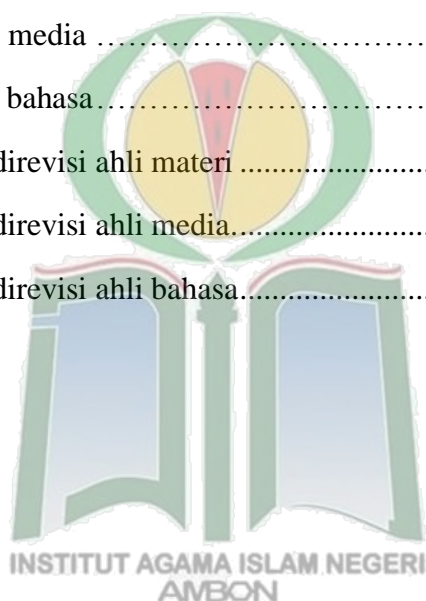 media ……………………………
bahasa……………………………
direvisi ahli materi ..............................
direvisi ahli media..............................
direvisi ahli bahasa..............................
INSTITUT AGAMA ISLAM NEGERI
AMBON